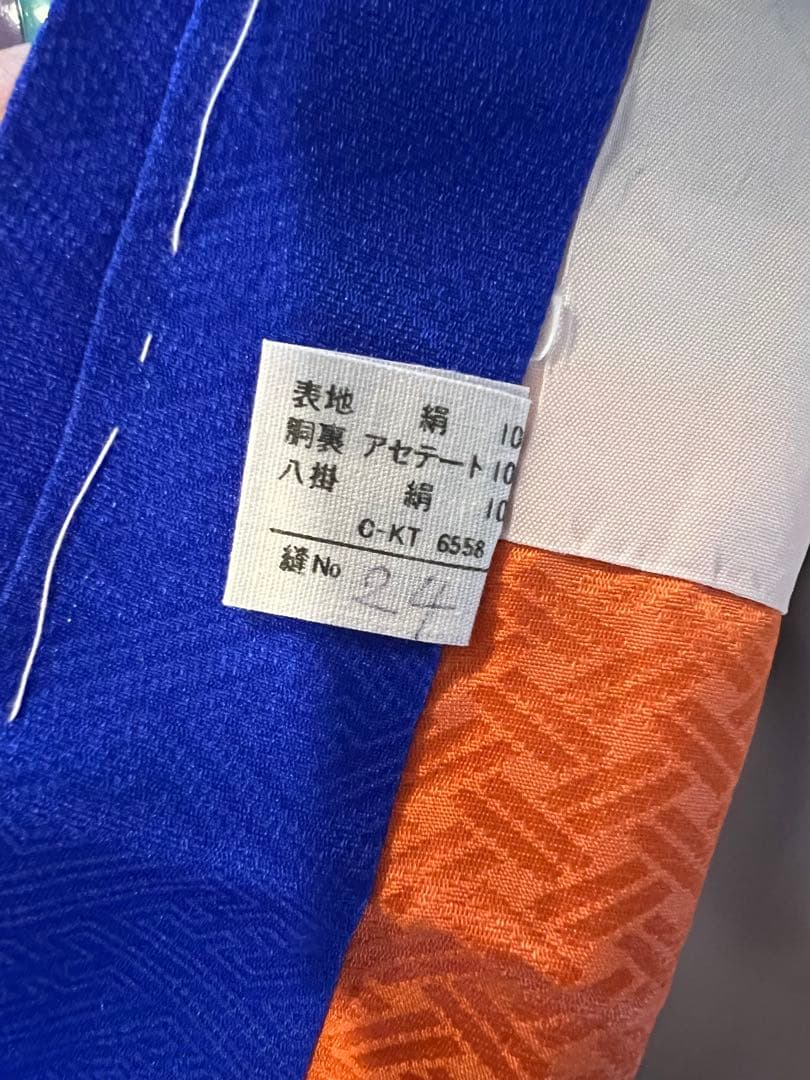 表地 絹 10
胴裏 アセテート 10
八掛 絹 10
C-KT 6558
縫No 24